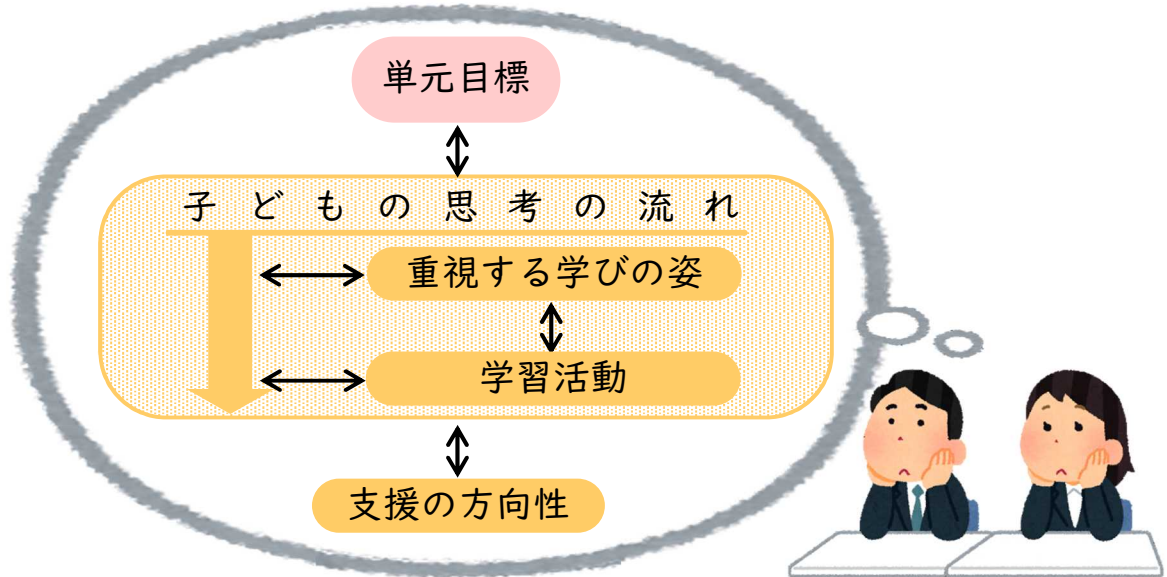 単元目標
子どもの思考の流れ
重視する学びの姿
学習活動
支援の方向性